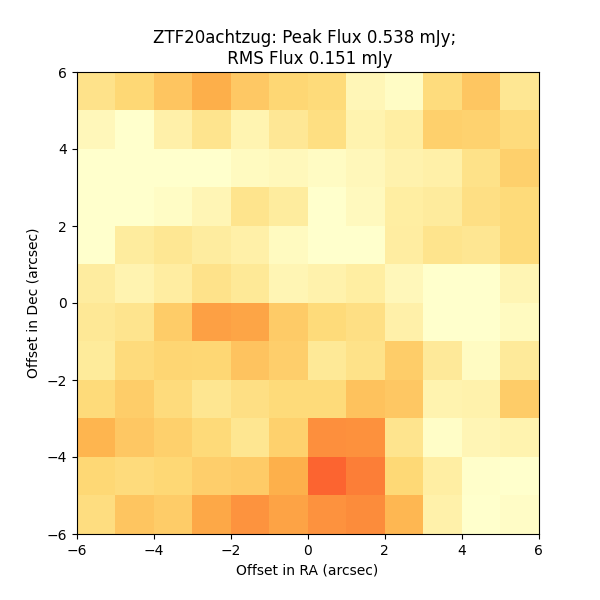 ZTF20achtzug: Peak Flux 0.538 mJy;
RMS Flux 0.151 mJy
6
4
2
0
−2
−4
−6
Offset in Dec (arcsec)
−6 −4 −2 0 2 4 6
Offset in RA (arcsec)